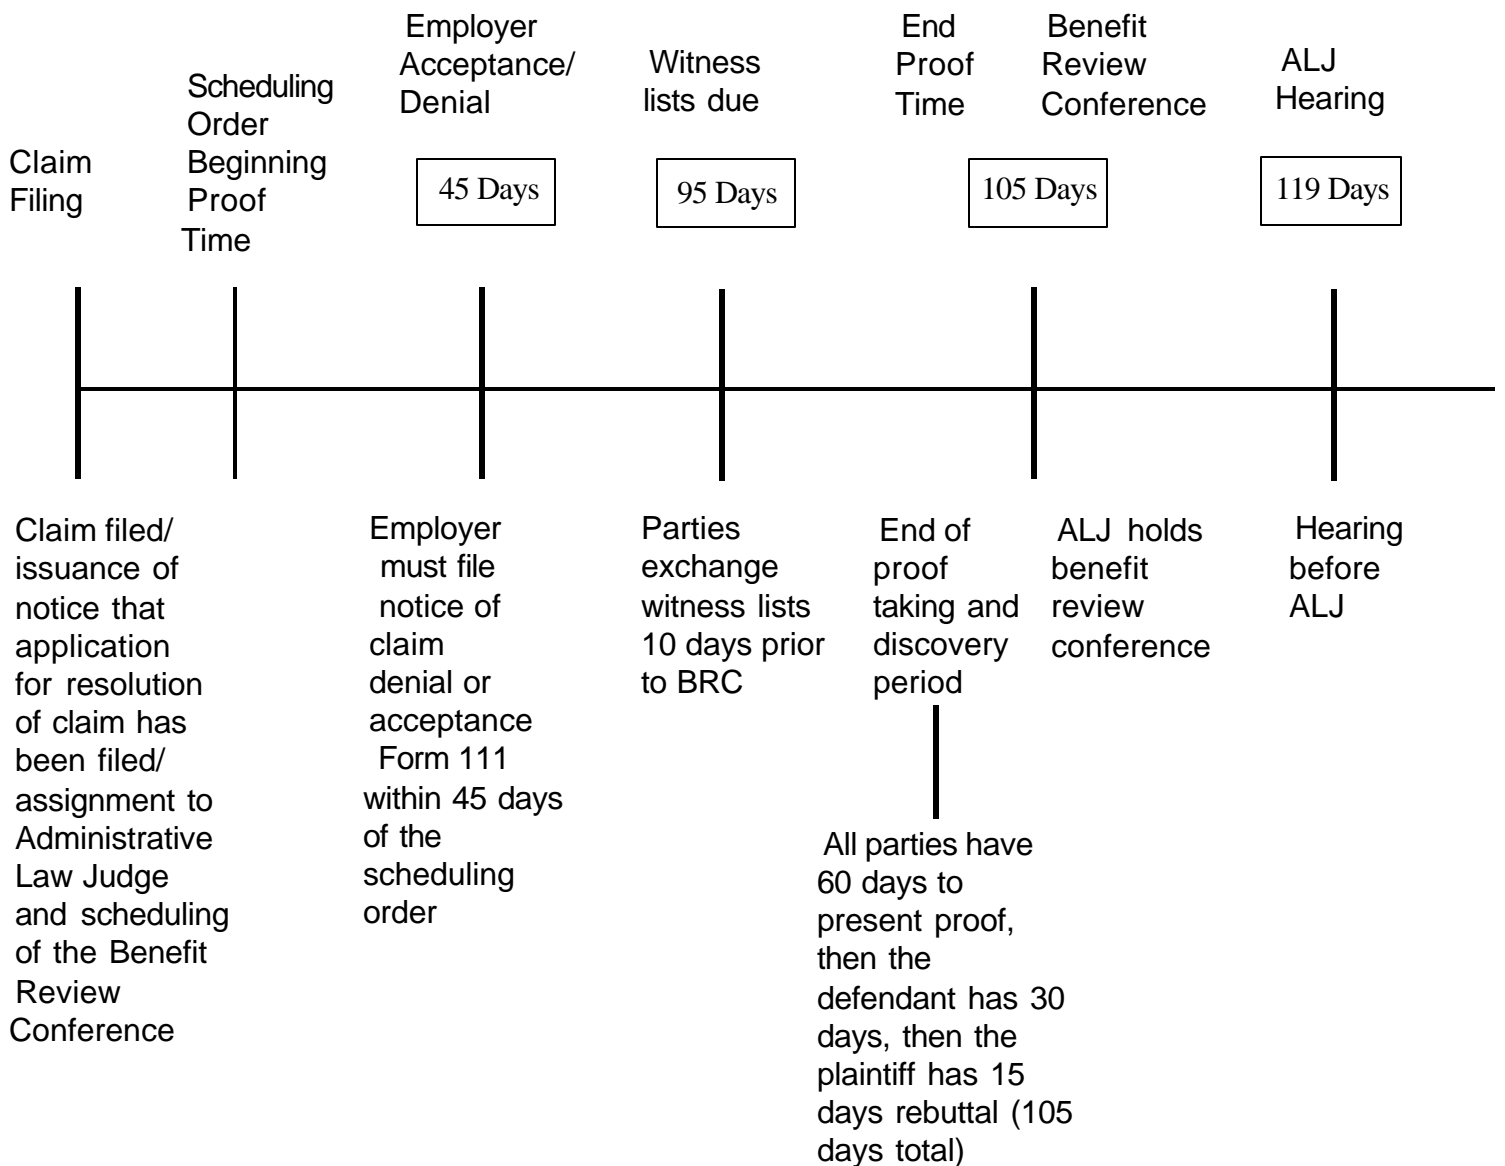 Claim
Filing
Scheduling
Order
Beginning
Proof
Time
Employer
Acceptance/
Denial
45 Days
Witness
lists due
95 Days
End
Proof
Time
Benefit
Review
Conference
105 Days
ALJ
Hearing
119 Days
Claim filed/
issuance of
notice that
application
for resolution
of claim has
been filed/
assignment to
Administrative
Law Judge
and scheduling
of the Benefit
Review
Conference
Employer
must file
notice of
claim
denial or
acceptance
Form 111
within 45 days
of the
scheduling
order
Parties
exchange
witness lists
10 days prior
to BRC
End of
proof
taking and
discovery
period
All parties have
60 days to
present proof,
then the
defendant has 30
days, then the
plaintiff has 15
days rebuttal (105
days total)
ALJ holds
benefit
review
conference
Hearing
before
ALJ